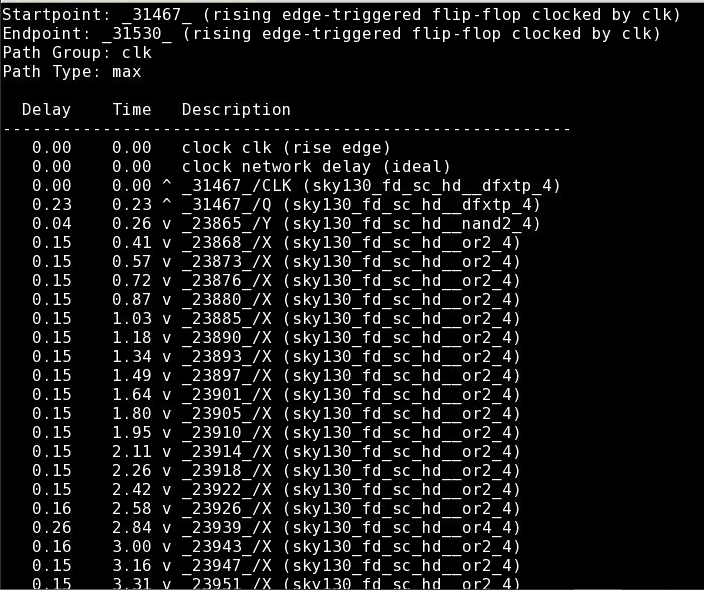 Startpoint: _31467_ (rising edge-triggered flip-flop clocked by clk)
Endpoint: _31530_ (rising edge-triggered flip-flop clocked by clk)
Path Group: clk
Path Type: max
  Delay    Time   Description
---------------------------------------------------------
   0.00    0.00   clock clk (rise edge)
   0.00    0.00   clock network delay (ideal)
   0.00    0.00 ^ _31467_/CLK (sky130_fd_sc_hd__dfxtp_4)
   0.23    0.23 ^ _31467_/Q (sky130_fd_sc_hd__dfxtp_4)
   0.04    0.26 v _23865_/Y (sky130_fd_sc_hd__nand2_4)
   0.15    0.41 v _23868_/X (sky130_fd_sc_hd__or2_4)
   0.15    0.57 v _23873_/X (sky130_fd_sc_hd__or2_4)
   0.15    0.72 v _23876_/X (sky130_fd_sc_hd__or2_4)
   0.15    0.87 v _23880_/X (sky130_fd_sc_hd__or2_4)
   0.15    1.03 v _23885_/X (sky130_fd_sc_hd__or2_4)
   0.15    1.18 v _23890_/X (sky130_fd_sc_hd__or2_4)
   0.15    1.34 v _23893_/X (sky130_fd_sc_hd__or2_4)
   0.15    1.49 v _23897_/X (sky130_fd_sc_hd__or2_4)
   0.15    1.64 v _23901_/X (sky130_fd_sc_hd__or2_4)
   0.15    1.80 v _23905_/X (sky130_fd_sc_hd__or2_4)
   0.15    1.95 v _23910_/X (sky130_fd_sc_hd__or2_4)
   0.15    2.11 v _23914_/X (sky130_fd_sc_hd__or2_4)
   0.15    2.26 v _23918_/X (sky130_fd_sc_hd__or2_4)
   0.15    2.42 v _23922_/X (sky130_fd_sc_hd__or2_4)
   0.16    2.58 v _23926_/X (sky130_fd_sc_hd__or2_4)
   0.26    2.84 v _23939_/X (sky130_fd_sc_hd__or4_4)
   0.16    3.00 v _23943_/X (sky130_fd_sc_hd__or2_4)
   0.15    3.16 v _23947_/X (sky130_fd_sc_hd__or2_4)
   0.15    3.31 v _23951_/X (sky130_fd_sc_hd__or2_4)